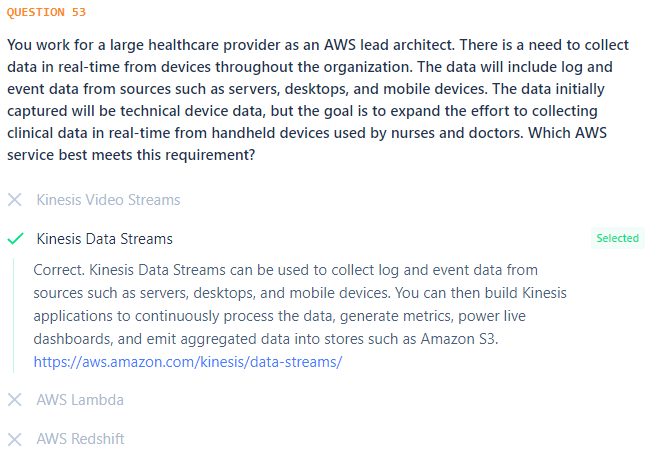 QUESTION 53
You work for a large healthcare provider as an AWS lead architect. There is a need to collect
data in real-time from devices throughout the organization. The data will include log and
event data from sources such as servers, desktops, and mobile devices. The data initially
captured will be technical device data, but the goal is to expand the effort to collecting
clinical data in real-time from handheld devices used by nurses and doctors. Which AWS
service best meets this requirement?
Kinesis Video Streams
Kinesis Data Streams Selected
Correct. Kinesis Data Streams can be used to collect log and event data from
sources such as servers, desktops, and mobile devices. You can then build Kinesis
applications to continuously process the data, generate metrics, power live
dashboards, and emit aggregated data into stores such as Amazon S3.
https://aws.amazon.com/kinesis/data-streams/
AWS Lambda
AWS Redshift